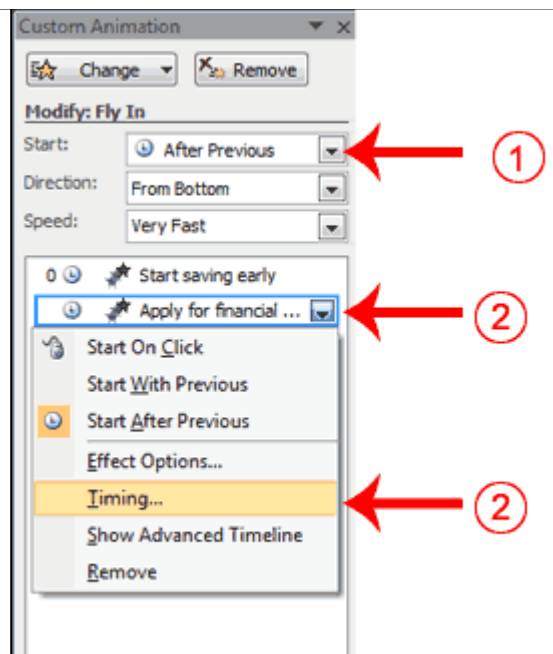 Custom Animation
Change Remove
Modify: Fly In
Start: After Previous 1
Direction: From Bottom
Speed: Very Fast
0 Start saving early
Apply for financial ... 2
Start On Click
Start With Previous
Start After Previous
Effect Options...
Timing... 2
Show Advanced Timeline
Remove